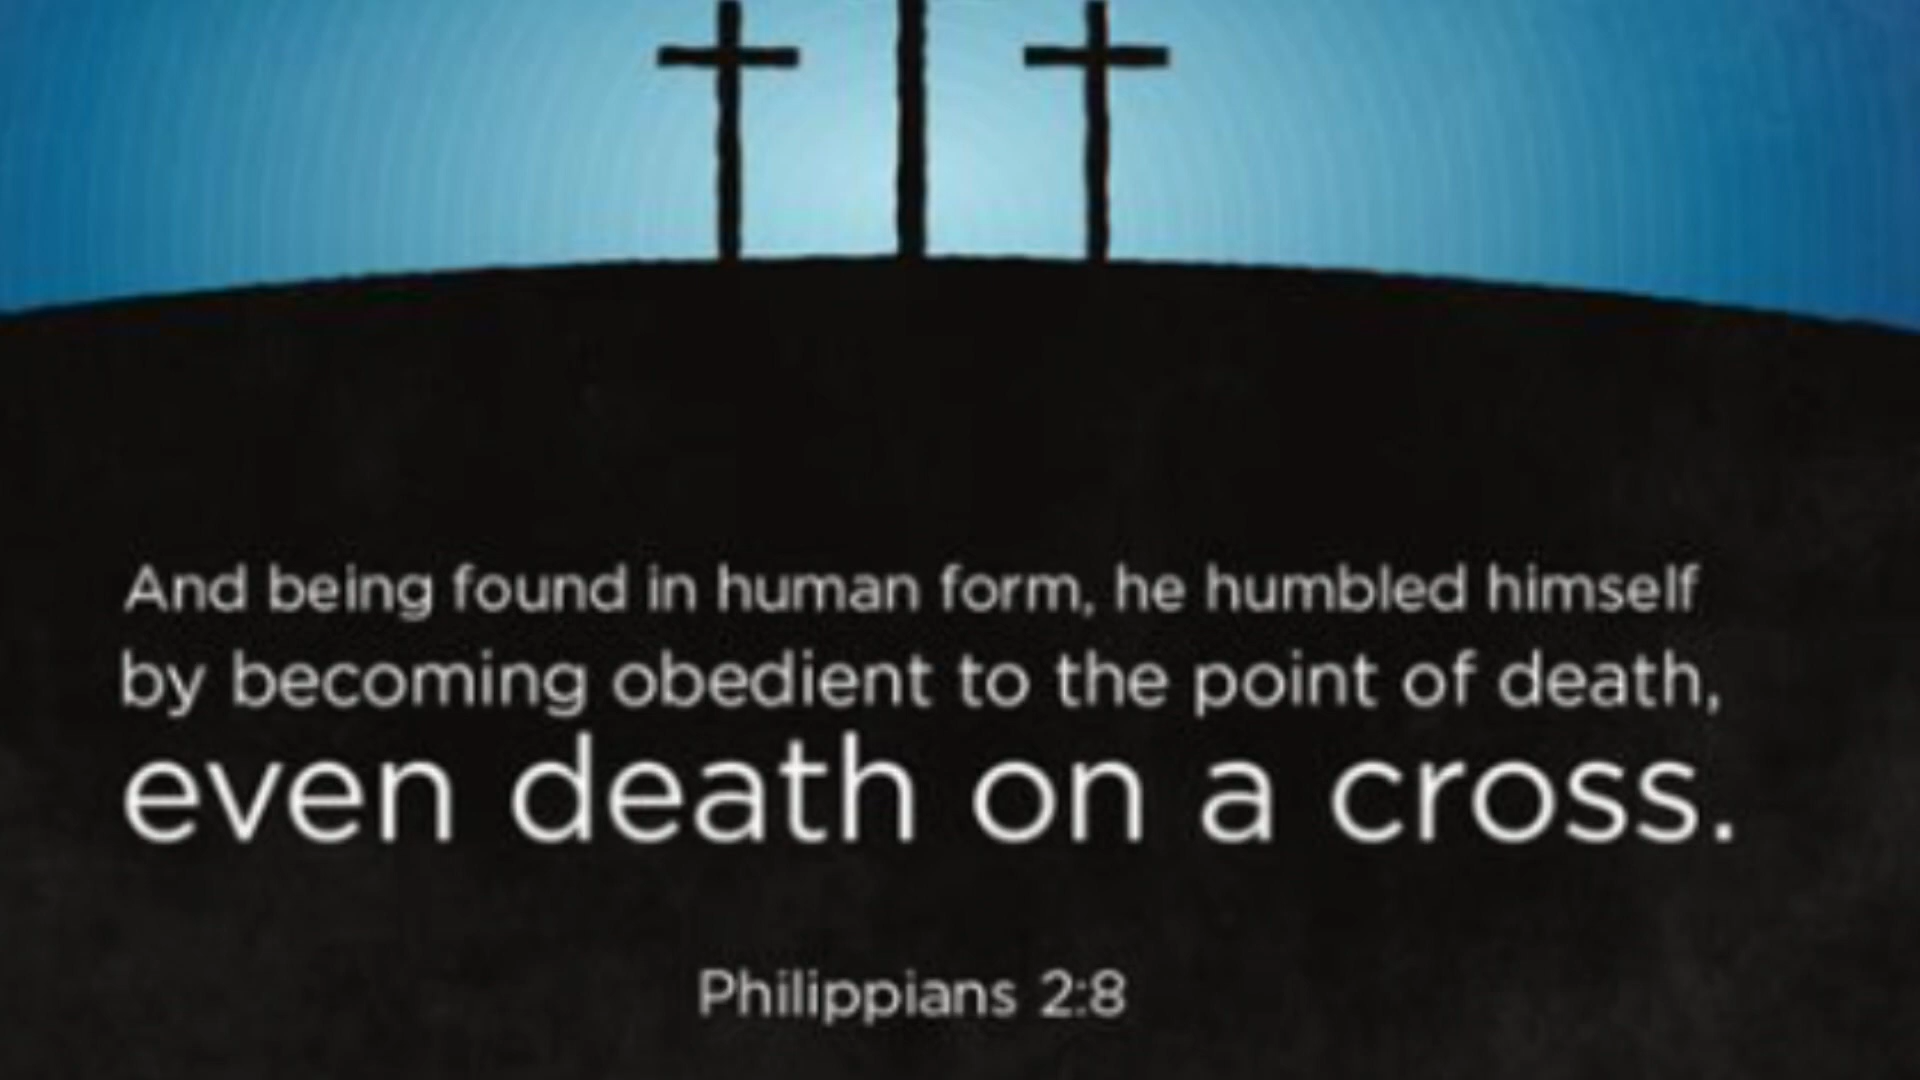 And being found in human form, he humbled himself
by becoming obedient to the point of death,
even death on a cross.
Philippians 2:8